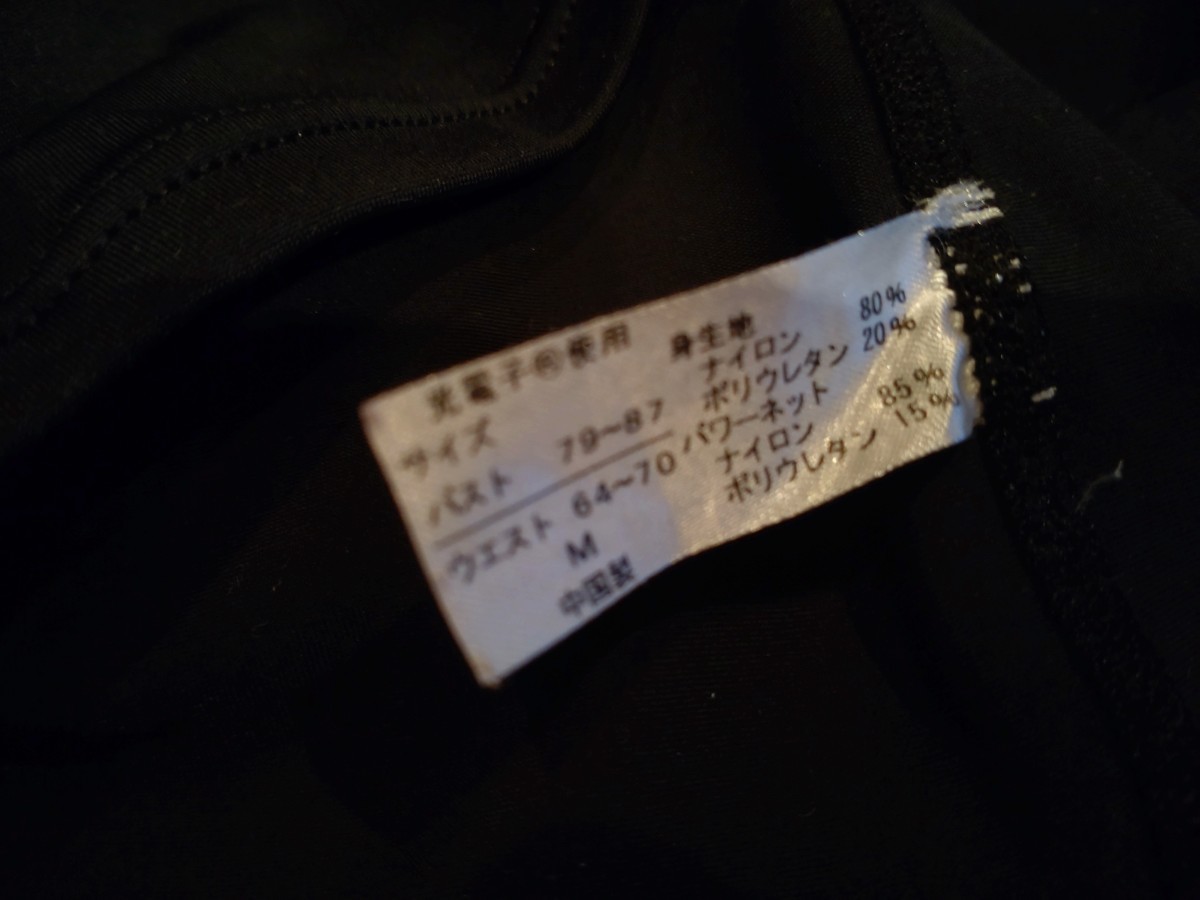 光電子®使用
サイズ
バスト 79〜87
ウエスト 64〜70
M
中国製
身生地
ナイロン 80%
ポリウレタン 20%
パワーネット
ナイロン 85%
ポリウレタン 15%